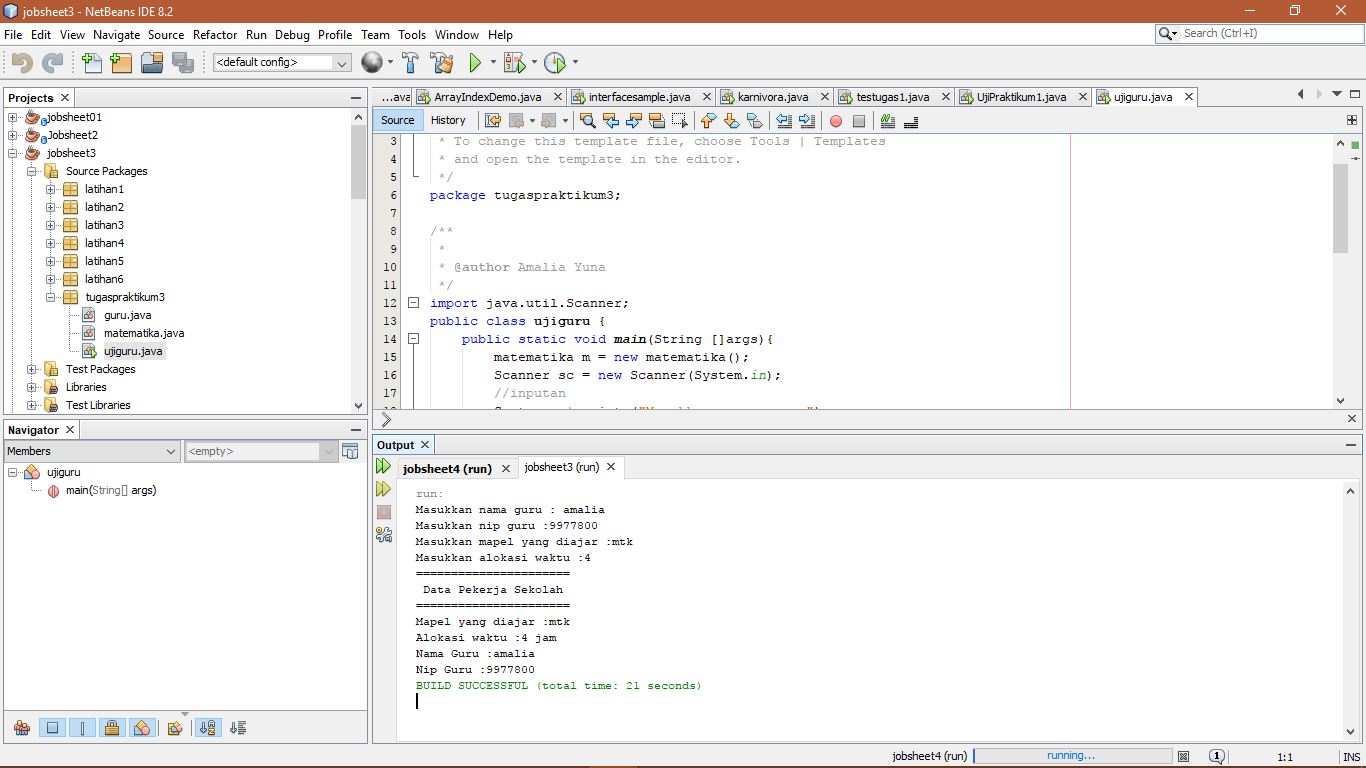 jobsheet3 - NetBeans IDE 8.2
File Edit View Navigate Source Refactor Run Debug Profile Team Tools Window Help
Search (Ctrl+I)
<default config>
Projects
jobsheet01
Jobsheet2
jobsheet3
Source Packages
latihan1
latihan2
latihan3
latihan4
latihan5
latihan6
tugaspraktikum3
guru.java
matematika.java
ujiguru.java
Test Packages
Libraries
Test Libraries
Navigator
Members
<empty>
ujiguru
main(String[] args)
...ava ArrayIndexDemo.java interfacesample.java karnivora.java testugas1.java UjiPraktikum1.java ujiguru.java
Source History
3 * To change this template file, choose Tools | Templates
4 * and open the template in the editor.
5 */
6 package tugaspraktikum3;
7
8 /**
9 *
10 * @author Amalia Yuna
11 */
12 import java.util.Scanner;
13 public class ujiguru {
14 public static void main(String []args){
15 matematika m = new matematika();
16 Scanner sc = new Scanner(System.in);
17 //inputan
Output
jobsheet4 (run) jobsheet3 (run)
run:
Masukkan nama guru : amalia
Masukkan nip guru :9977800
Masukkan mapel yang diajar :mtk
Masukkan alokasi waktu :4
======================
Data Pekerja Sekolah
======================
Mapel yang diajar :mtk
Alokasi waktu :4 jam
Nama Guru :amalia
Nip Guru :9977800
BUILD SUCCESSFUL (total time: 21 seconds)
jobsheet4 (run) running... 1 1:1 INS